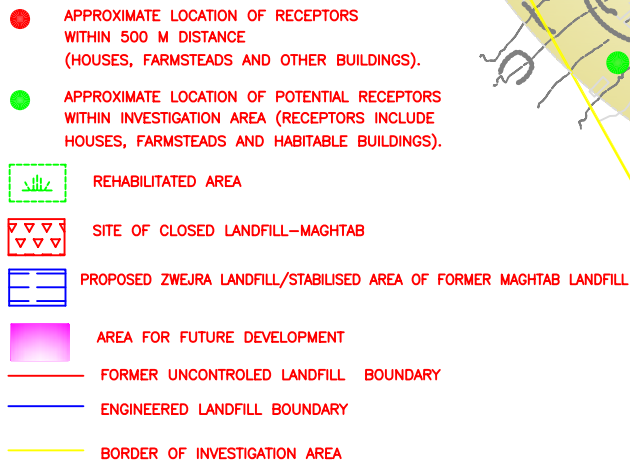 APPROXIMATE LOCATION OF RECEPTORS
WITHIN 500 M DISTANCE
(HOUSES, FARMSTEADS AND OTHER BUILDINGS).
APPROXIMATE LOCATION OF POTENTIAL RECEPTORS
WITHIN INVESTIGATION AREA (RECEPTORS INCLUDE
HOUSES, FARMSTEADS AND HABITABLE BUILDINGS).
REHABILITATED AREA
SITE OF CLOSED LANDFILL-MAGHTAB
PROPOSED ZWEJRA LANDFILL/STABILISED AREA OF FORMER MAGHTAB LANDFILL
AREA FOR FUTURE DEVELOPMENT
FORMER UNCONTROLED LANDFILL BOUNDARY
ENGINEERED LANDFILL BOUNDARY
BORDER OF INVESTIGATION AREA